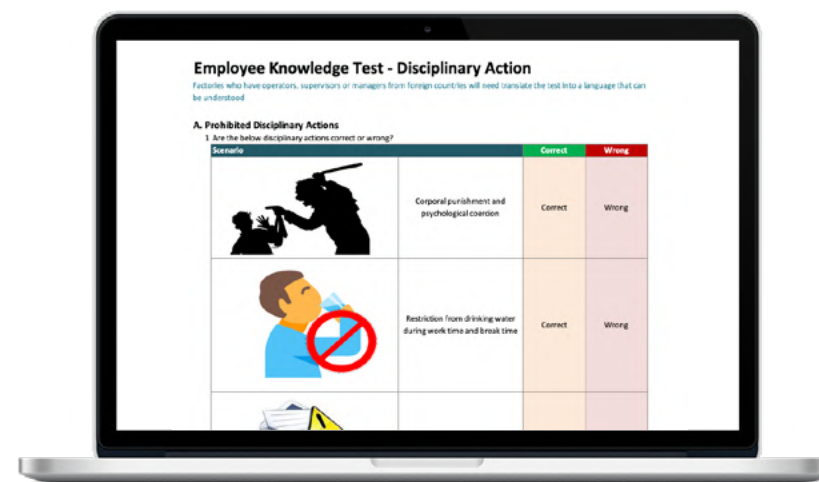 Employee Knowledge Test - Disciplinary Action
Factories who have operators, supervisors or managers from foreign countries will need translate the test into a language that can
be understood
A. Prohibited Disciplinary Actions
1 Are the below disciplinary actions correct or wrong?
Scenario Correct Wrong
Corporal punishment and
psychological coercion
Correct Wrong
Restriction from drinking water
during work time and break time
Correct Wrong